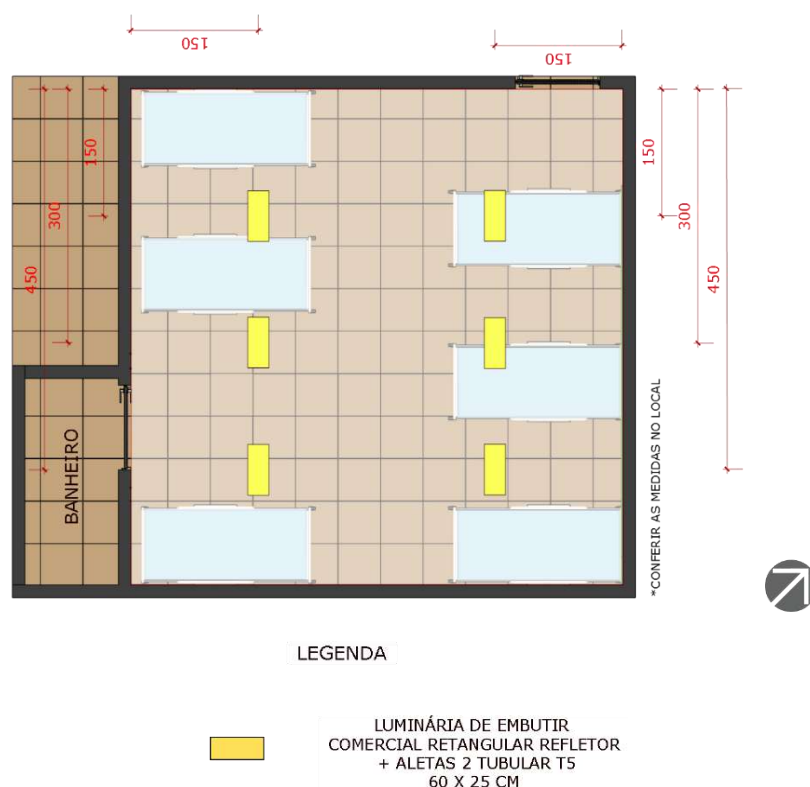 150
150
150
300
450
150
300
450
BANHEIRO
*CONFERIR AS MEDIDAS NO LOCAL
LEGENDA
LUMINÁRIA DE EMBUTIR
COMERCIAL RETANGULAR REFLETOR
+ ALETAS 2 TUBULAR T5
60 X 25 CM